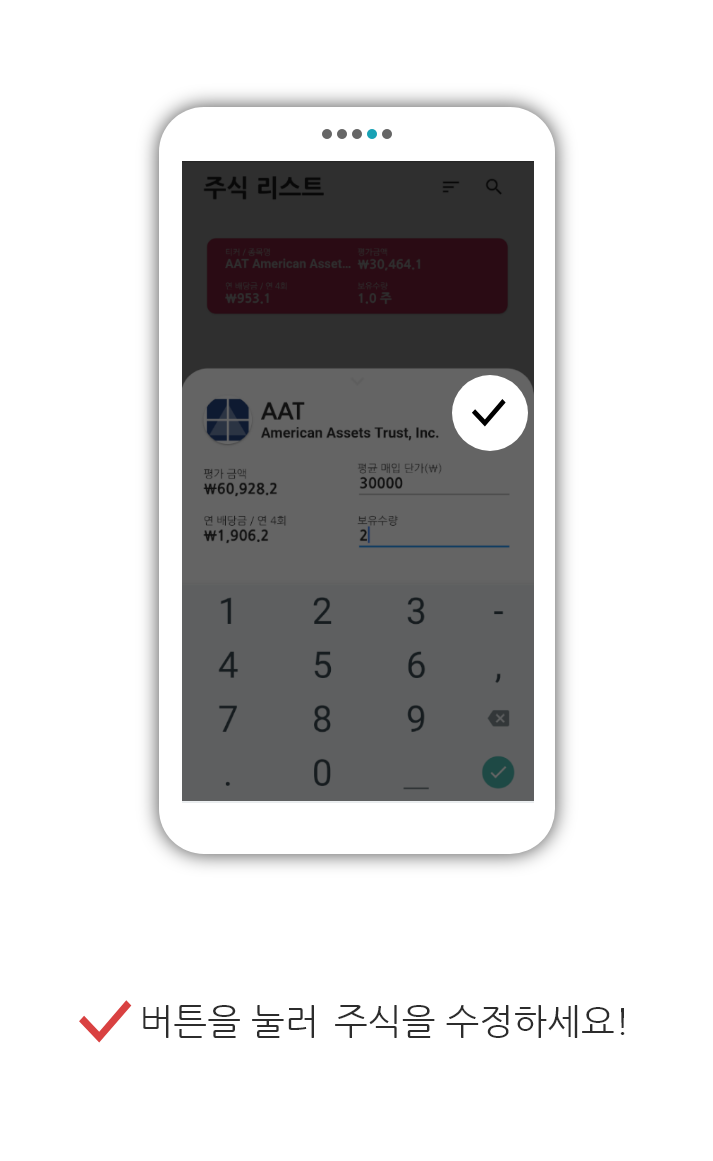 주식 리스트
티커 / 종목명
평가금액
AAT American Asset...
₩30,464.1
연 배당금 / 연 4회
보유수량
₩953.1
1.0 주
AAT
American Assets Trust, Inc.
평가 금액
평균 매입 단가(₩)
₩60,928.2
30000
연 배당금 / 연 4회
보유수량
₩1,906.2
2
1 2 3 -
4 5 6 ,
7 8 9
. 0 _
버튼을 눌러 주식을 수정하세요!